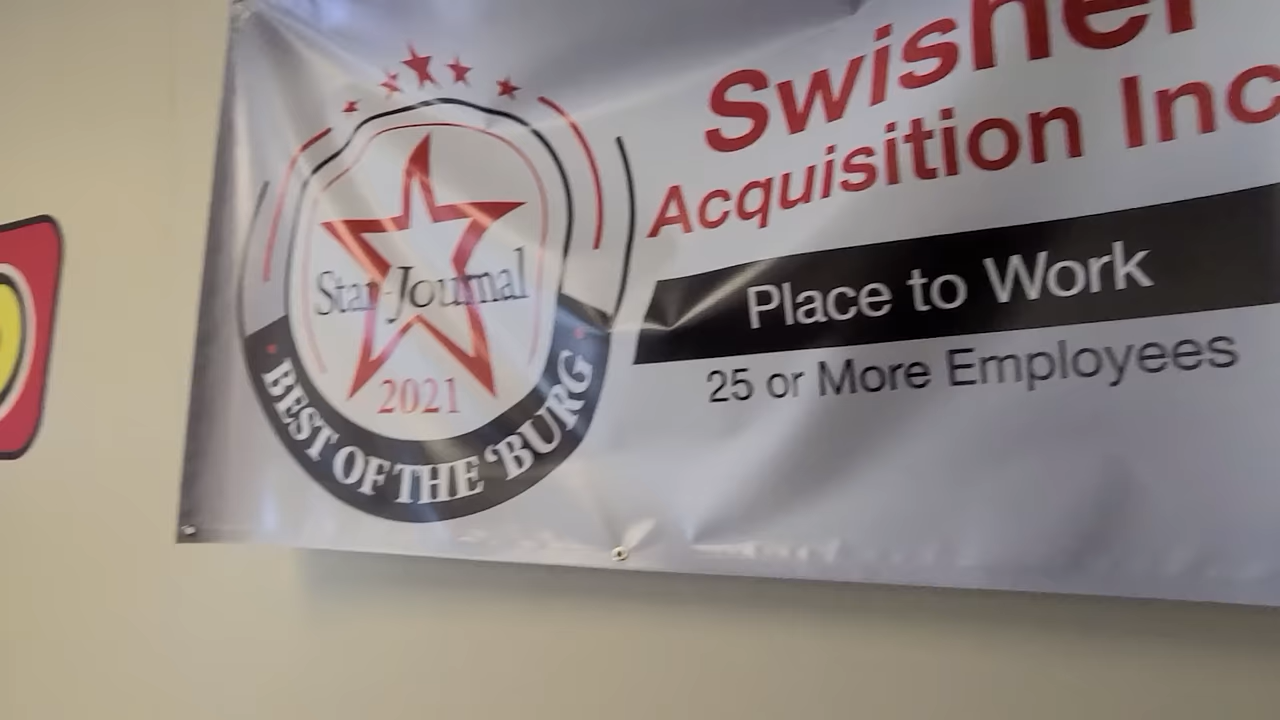 Swisher
Acquisition Inc
Place to Work
25 or More Employees
Star-Journal
2021
BEST OF THE 'BURG